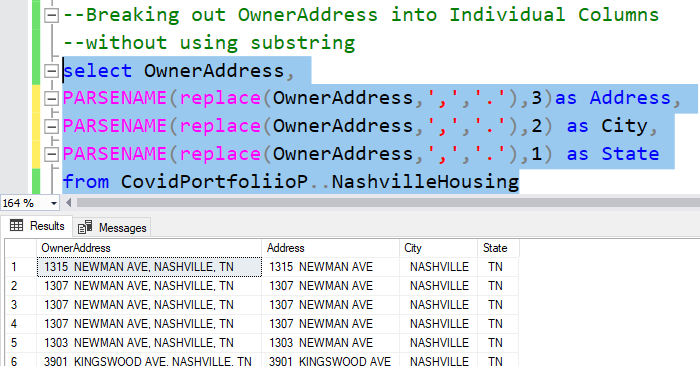 --Breaking out OwnerAddress into Individual Columns
--without using substring
select OwnerAddress,
PARSENAME(replace(OwnerAddress,',','.'),3)as Address,
PARSENAME(replace(OwnerAddress,',','.'),2) as City,
PARSENAME(replace(OwnerAddress,',','.'),1) as State
from CovidPortfoliioP..NashvilleHousing
164 %
Results Messages
OwnerAddress Address City State
1 1315 NEWMAN AVE, NASHVILLE, TN 1315 NEWMAN AVE NASHVILLE TN
2 1307 NEWMAN AVE, NASHVILLE, TN 1307 NEWMAN AVE NASHVILLE TN
3 1307 NEWMAN AVE, NASHVILLE, TN 1307 NEWMAN AVE NASHVILLE TN
4 1307 NEWMAN AVE, NASHVILLE, TN 1307 NEWMAN AVE NASHVILLE TN
5 1303 NEWMAN AVE, NASHVILLE, TN 1303 NEWMAN AVE NASHVILLE TN
6 3901 KINGSWOOD AVE, NASHVILLE, TN 3901 KINGSWOOD AVE NASHVILLE TN